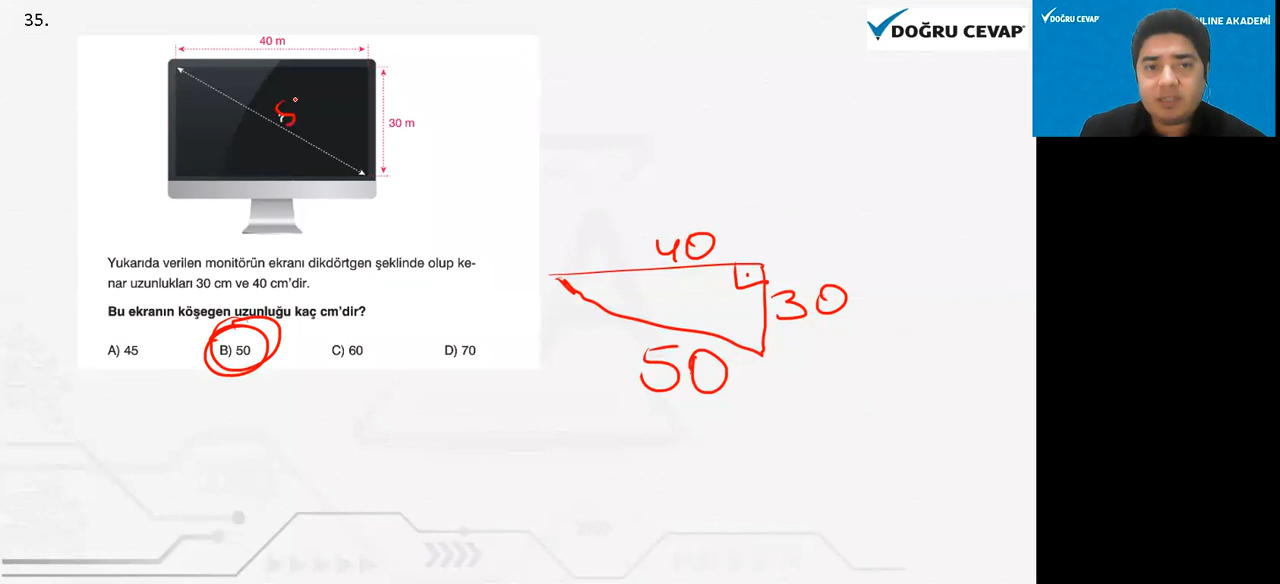 35.
DOĞRU CEVAP
DOĞRU CEVAP
NLINE AKADEMİ
40 m
30 m
5
Yukarıda verilen monitörün ekranı dikdörtgen şeklinde olup ke-
nar uzunlukları 30 cm ve 40 cm'dir.
Bu ekranın köşegen uzunluğu kaç cm'dir?
A) 45 B) 50 C) 60 D) 70
40
30
50